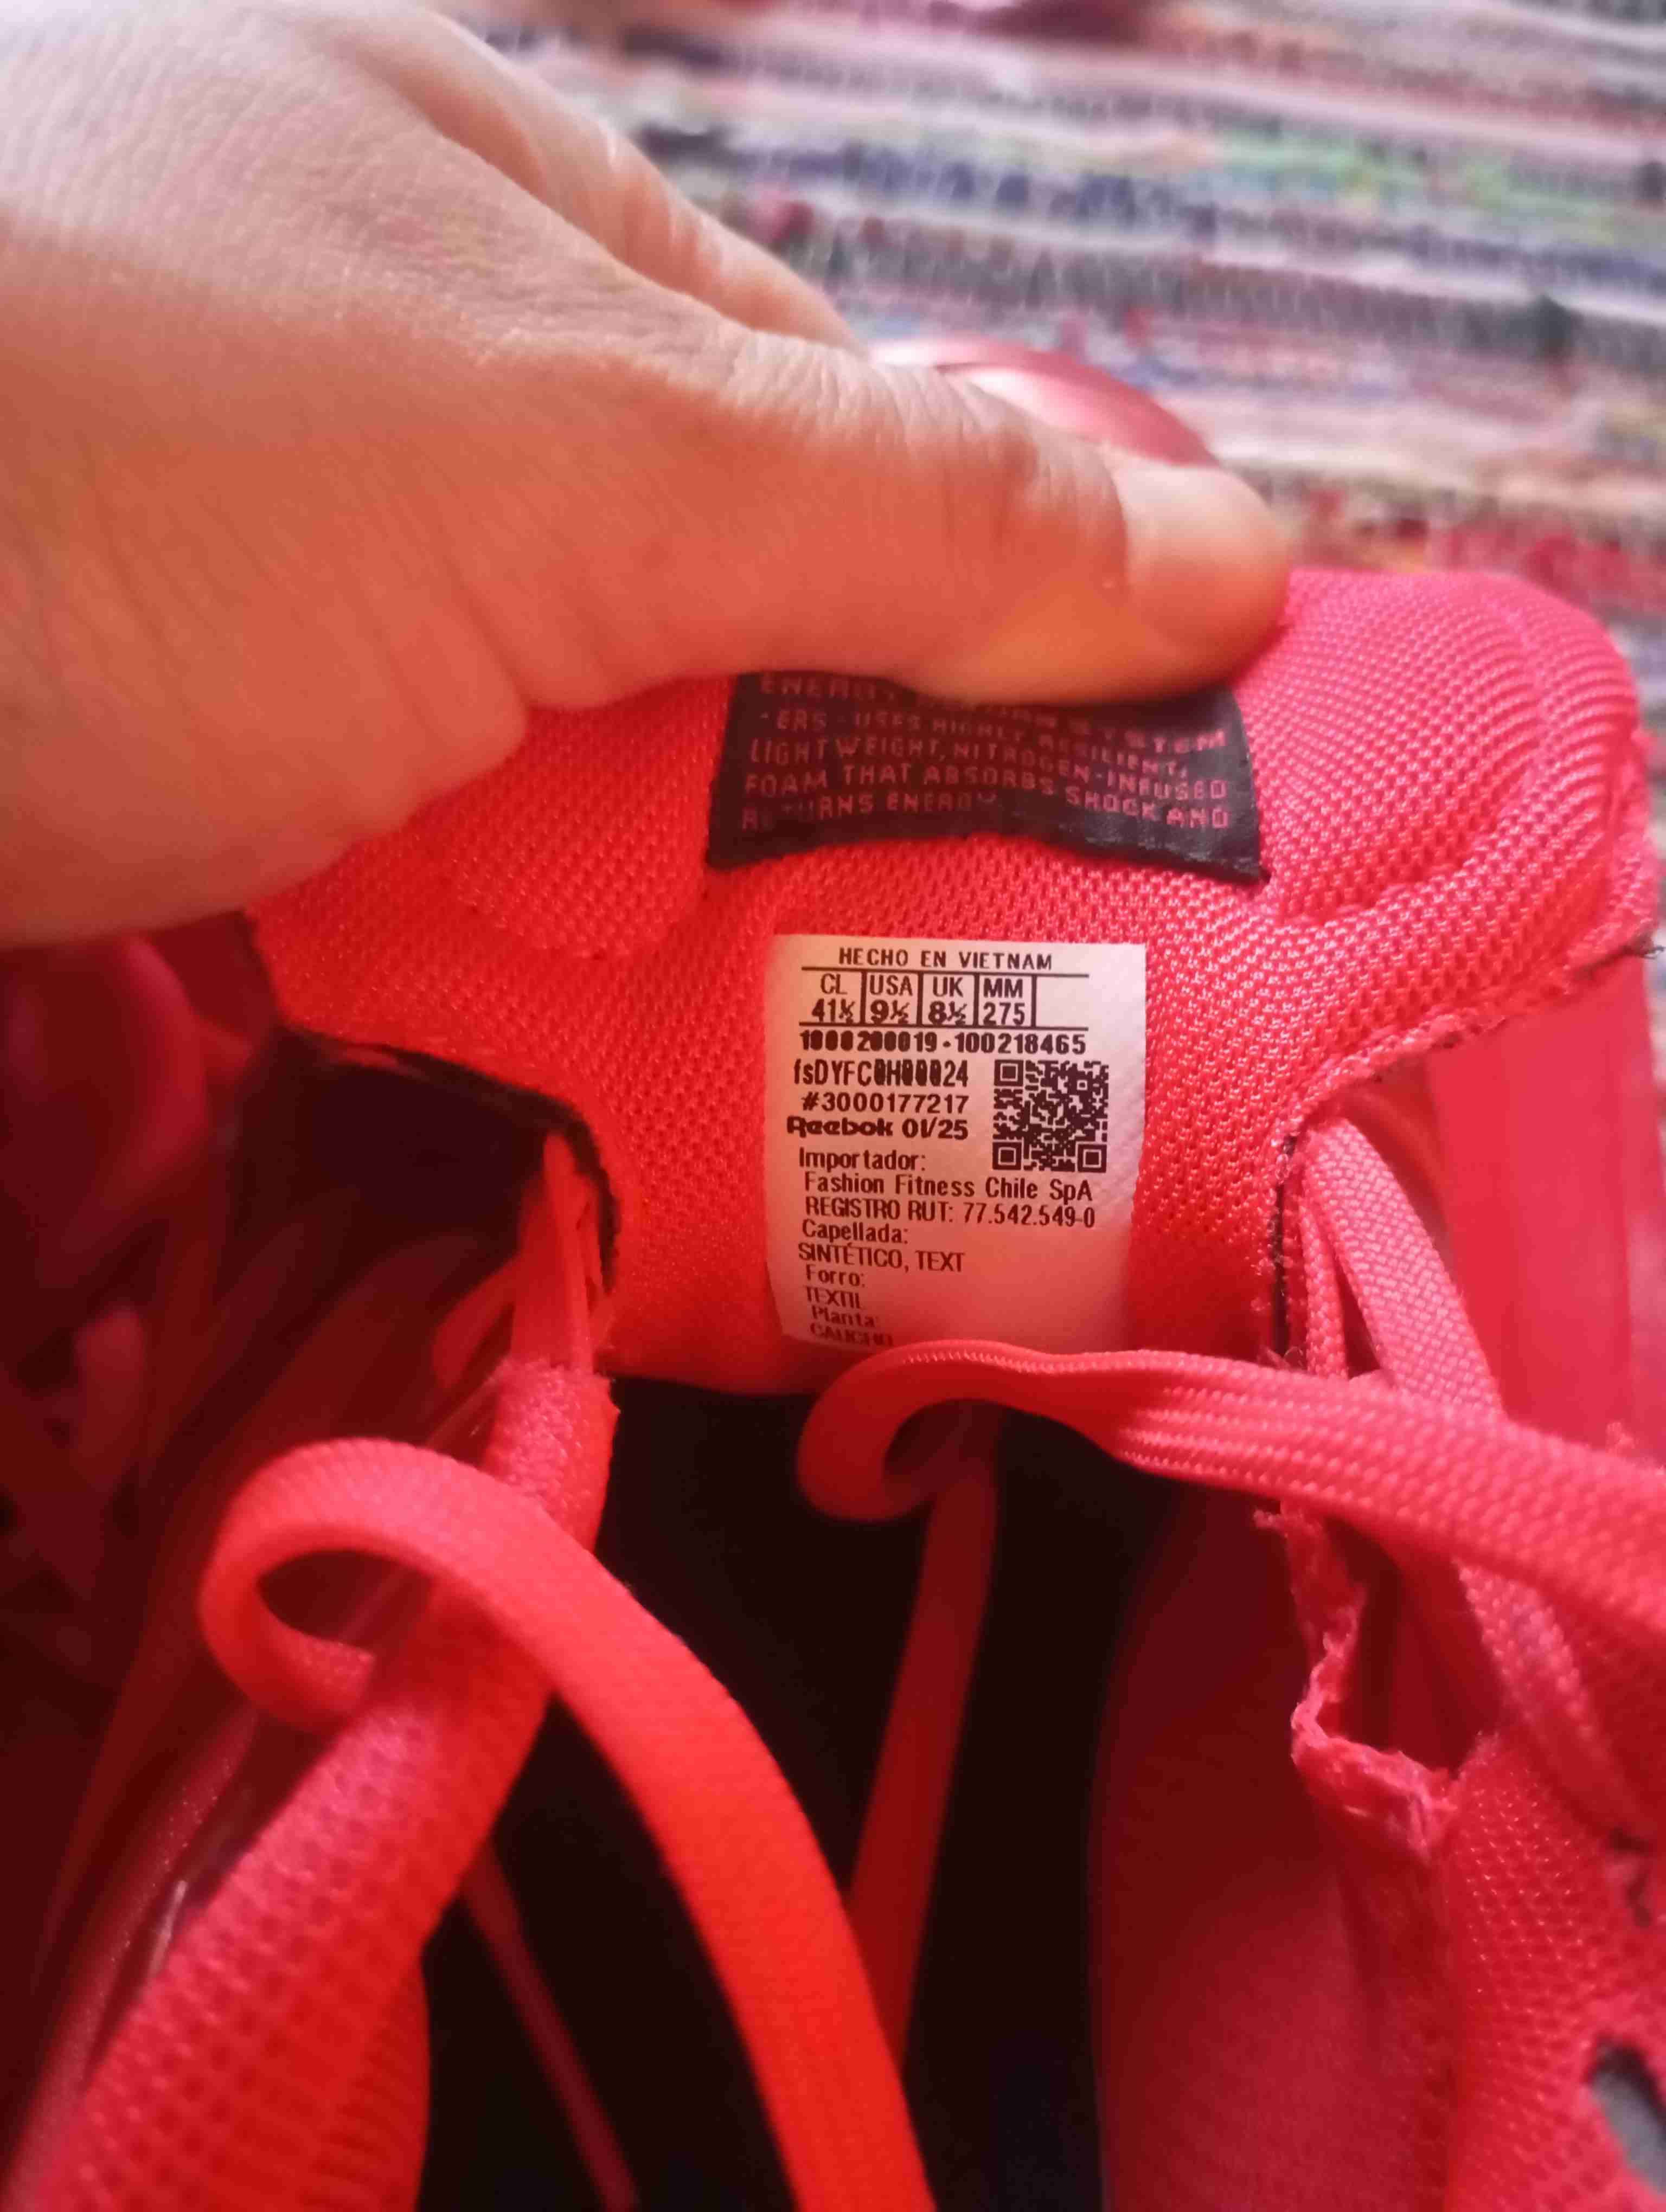 ENERGY SYSTEM
ERS - USES HIGHLY RESILIENT,
LIGHTWEIGHT, NITROGEN-INFUSED
FOAM THAT ABSORBS SHOCK AND
RETURNS ENERGY
HECHO EN VIETNAM
CL USA UK MM
41½ 9½ 8½ 275
1000200019-100218465
fsDYFC0H00024
#3000177217
Reebok 01/25
Importador:
Fashion Fitness Chile SpA
REGISTRO RUT: 77.542.549-0
Capellada:
SINTÉTICO, TEXT
Forro:
TEXTIL
Planta:
CAUCHO